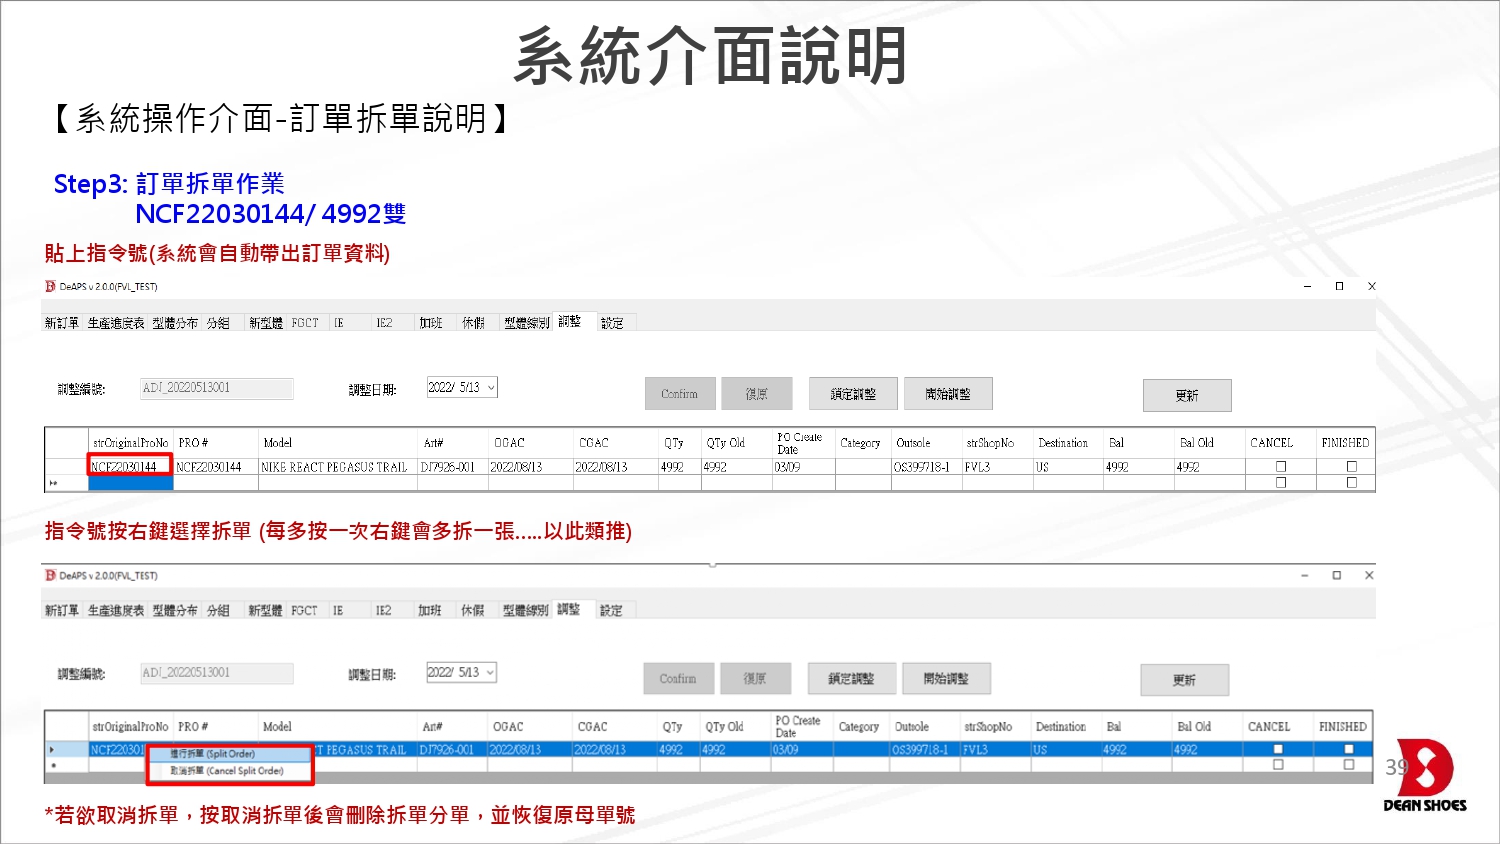 系統介面說明
【系統操作介面-訂單拆單說明】
Step3: 訂單拆單作業
NCF22030144/ 4992雙
貼上指令號(系統會自動帶出訂單資料)
DeAPS v 2.0.0(FVL_TEST)
新訂單 生產進度表 型體分布 分組 新型體 FGCT IE IE2 加班 休假 型體線別 調整 設定
調整編號: ADJ_20220513001 調整日期: 2022/ 5/13 Confirm 復原 鎖定調整 開始調整 更新
strOriginalProNo PRO # Model Art# OGAC CGAC QTy QTy Old PO Create Date Category Outsole strShopNo Destination Bal Bal Old CANCEL FINISHED
NCF22030144 NCF22030144 NIKE REACT PEGASUS TRAIL DJ7926-001 2022/08/13 2022/08/13 4992 4992 03/09 OS399718-1 FVL3 US 4992 4992
指令號按右鍵選擇拆單 (每多按一次右鍵會多拆一張.....以此類推)
DeAPS v 2.0.0(FVL_TEST)
新訂單 生產進度表 型體分布 分組 新型體 FGCT IE IE2 加班 休假 型體線別 調整 設定
調整編號: ADJ_20220513001 調整日期: 2022/ 5/13 Confirm 復原 鎖定調整 開始調整 更新
strOriginalProNo PRO # Model Art# OGAC CGAC QTy QTy Old PO Create Date Category Outsole strShopNo Destination Bal Bal Old CANCEL FINISHED
NCF22030 CT PEGASUS TRAIL DJ7926-001 2022/08/13 2022/08/13 4992 4992 03/09 OS399718-1 FVL3 US 4992 4992
進行拆單 (Split Order)
取消拆單 (Cancel Split Order)
39
DEAN SHOES
*若欲取消拆單，按取消拆單後會刪除拆單分單，並恢復原母單號